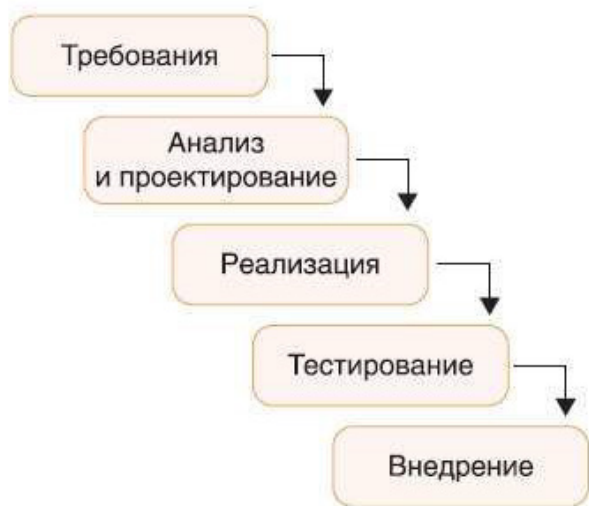 Требования
Анализ
и проектирование
Реализация
Тестирование
Внедрение